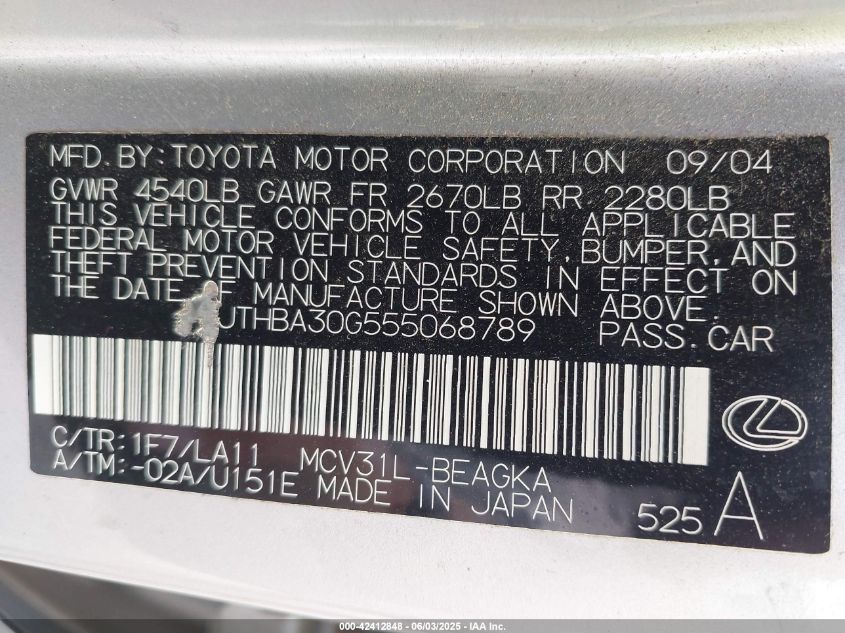 MFD. BY: TOYOTA MOTOR CORPORATION 09/04
GVWR 4540LB GAWR FR 2670LB RR 2280LB
THIS VEHICLE CONFORMS TO ALL APPLICABLE
FEDERAL MOTOR VEHICLE SAFETY, BUMPER, AND
THEFT PREVENTION STANDARDS IN EFFECT ON
THE DATE OF MANUFACTURE SHOWN ABOVE.
JTHBA30G555068789 PASS. CAR
C/TR: 1F7/LA11 MCV31L-BEAGKA
A/TM: -02A/U151E MADE IN JAPAN 525 A
000-42412848 - 06/03/2025 - IAA Inc.